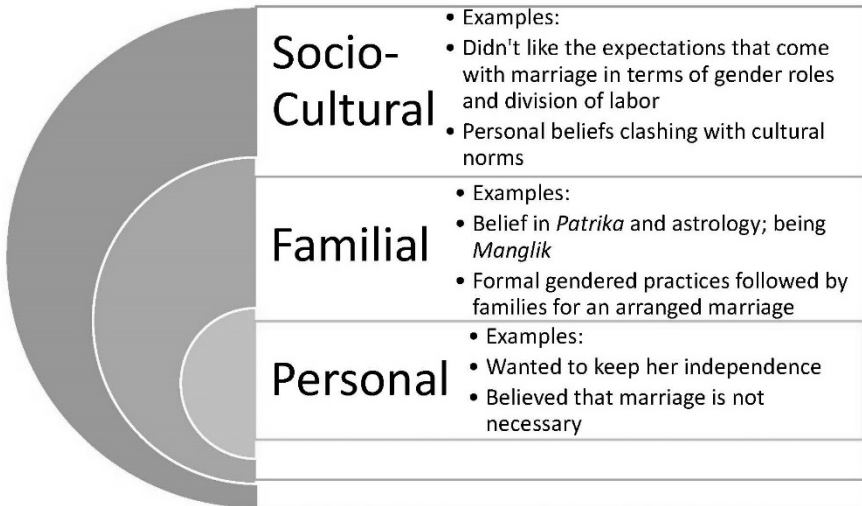 Socio-
Cultural
• Examples:
• Didn't like the expectations that come
with marriage in terms of gender roles
and division of labor
• Personal beliefs clashing with cultural
norms
Familial
• Examples:
• Belief in Patrika and astrology; being
Manglik
• Formal gendered practices followed by
families for an arranged marriage
Personal
• Examples:
• Wanted to keep her independence
• Believed that marriage is not
necessary